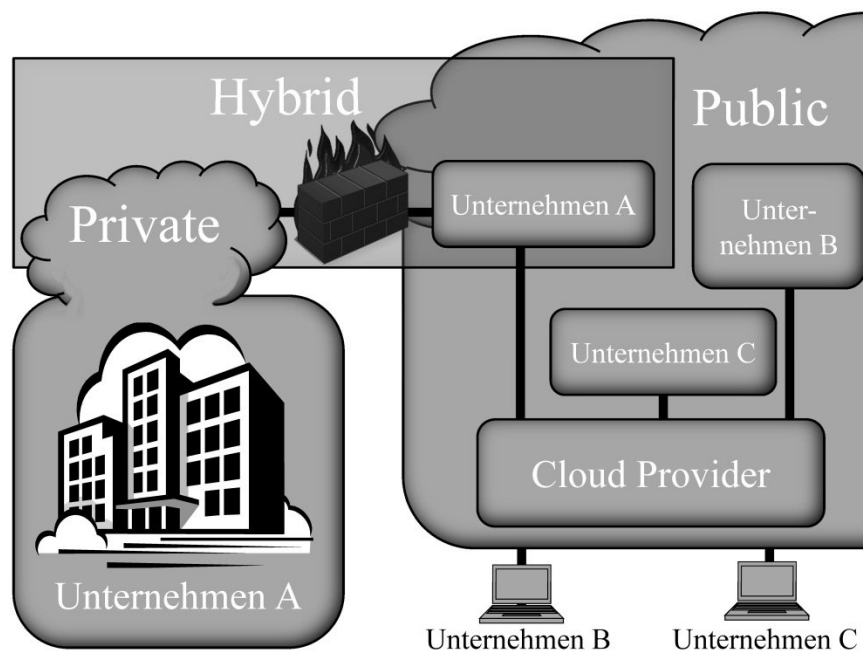 Hybrid
Public
Private
Unternehmen A
Unter-
nehmen B
Unternehmen C
Cloud Provider
Unternehmen A
Unternehmen B
Unternehmen C